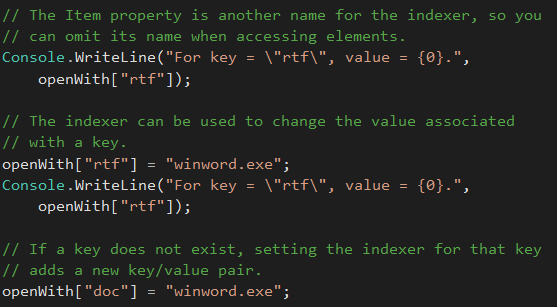 // The Item property is another name for the indexer, so you
// can omit its name when accessing elements.
Console.WriteLine("For key = \"rtf\", value = {0}.",
    openWith["rtf"]);

// The indexer can be used to change the value associated
// with a key.
openWith["rtf"] = "winword.exe";
Console.WriteLine("For key = \"rtf\", value = {0}.",
    openWith["rtf"]);

// If a key does not exist, setting the indexer for that key
// adds a new key/value pair.
openWith["doc"] = "winword.exe";